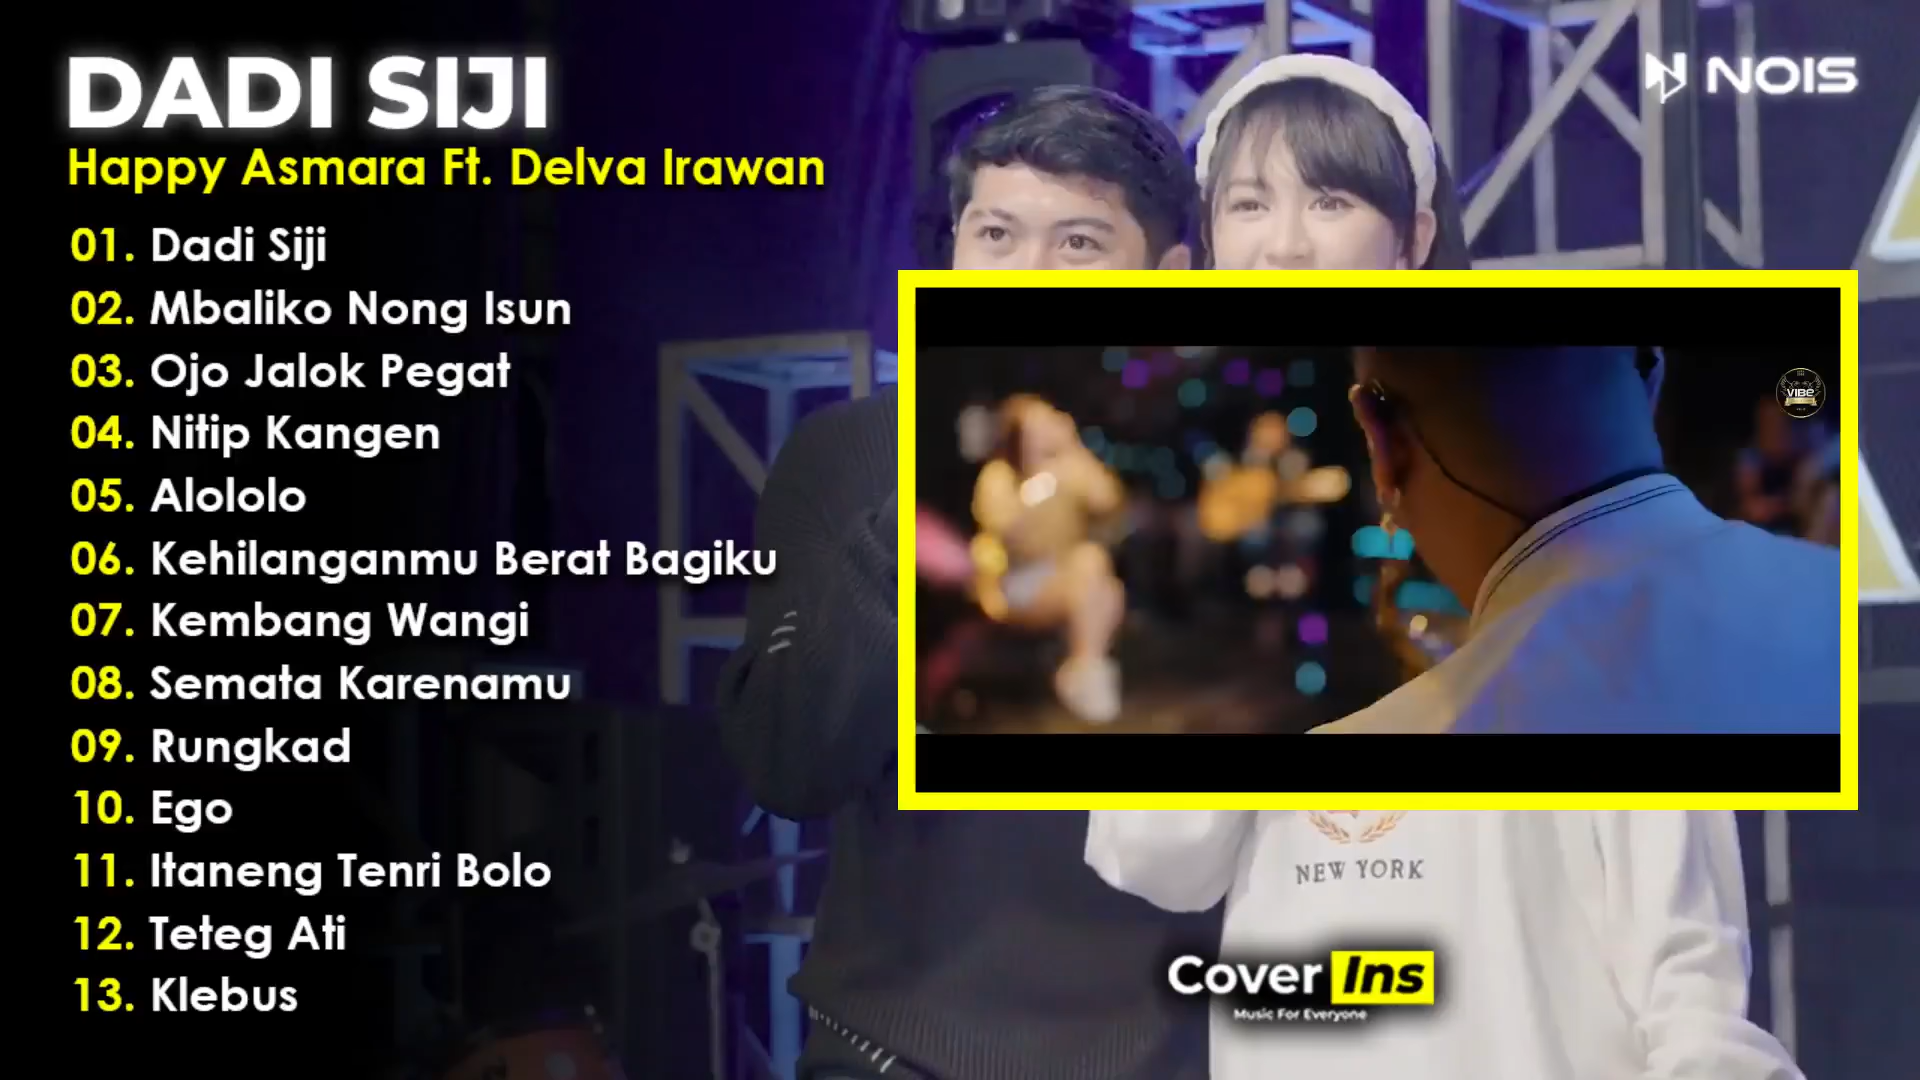 DADI SIJI
Happy Asmara Ft. Delva Irawan
01. Dadi Siji
02. Mbaliko Nong Isun
03. Ojo Jalok Pegat
04. Nitip Kangen
05. Alololo
06. Kehilanganmu Berat Bagiku
07. Kembang Wangi
08. Semata Karenamu
09. Rungkad
10. Ego
11. Itaneng Tenri Bolo
12. Teteg Ati
13. Klebus
NOIS
VIBE
NEW YORK
Cover Ins
Music For Everyone